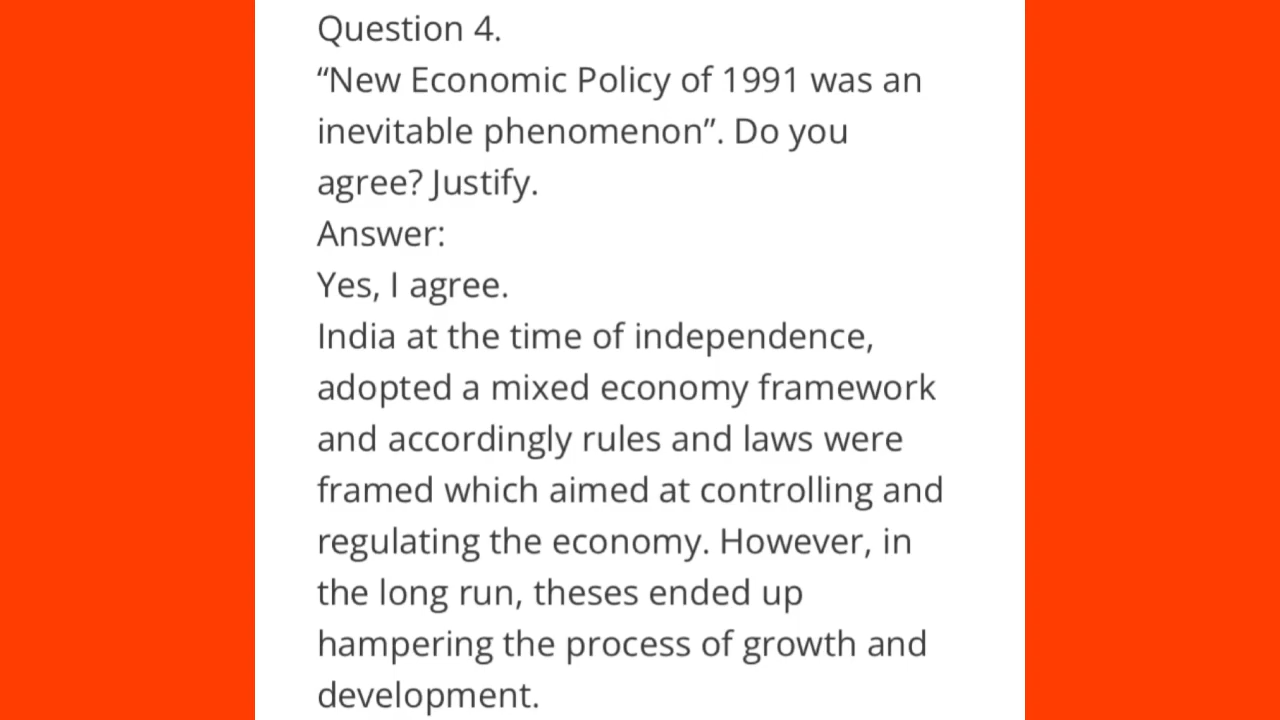 Question 4.
“New Economic Policy of 1991 was an
inevitable phenomenon”. Do you
agree? Justify.
Answer:
Yes, I agree.
India at the time of independence,
adopted a mixed economy framework
and accordingly rules and laws were
framed which aimed at controlling and
regulating the economy. However, in
the long run, theses ended up
hampering the process of growth and
development.